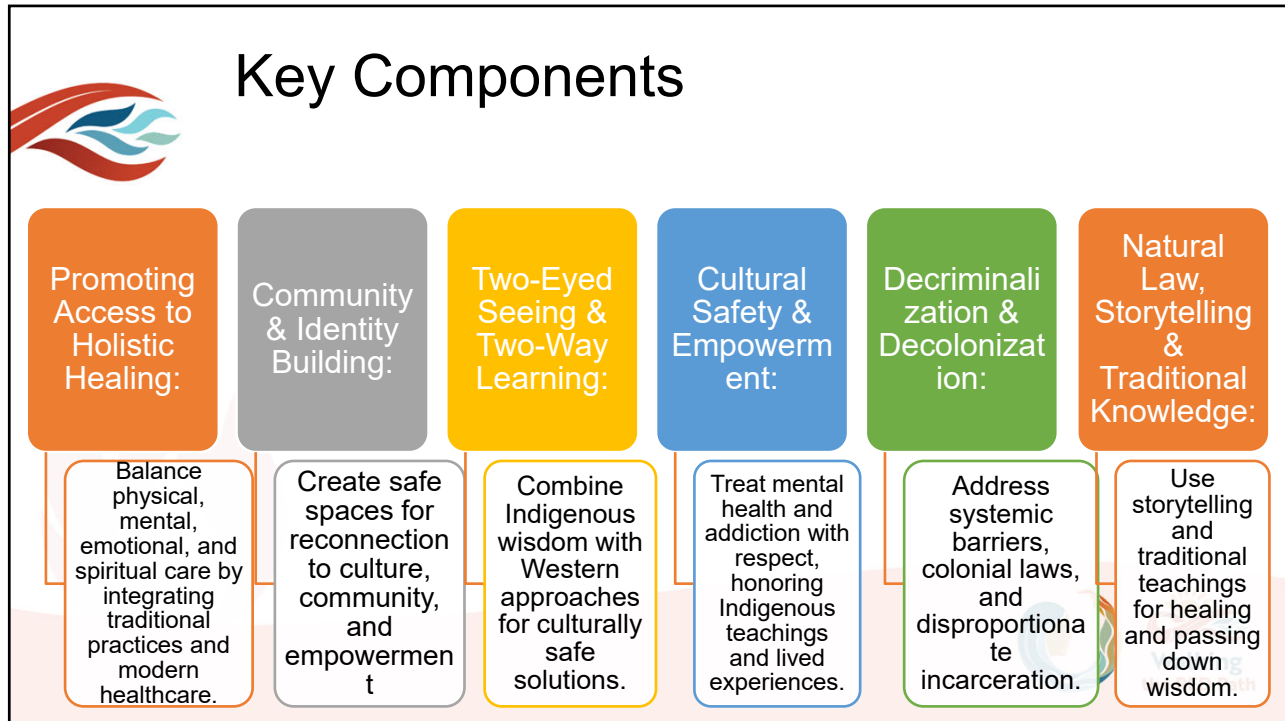 Key Components
Promoting
Access to
Holistic
Healing:
Balance
physical,
mental,
emotional, and
spiritual care by
integrating
traditional
practices and
modern
healthcare.
Community
& Identity
Building:
Create safe
spaces for
reconnection
to culture,
community,
and
empowermen
t
Two-Eyed
Seeing &
Two-Way
Learning:
Combine
Indigenous
wisdom with
Western
approaches
for culturally
safe
solutions.
Cultural
Safety &
Empowerm
ent:
Treat mental
health and
addiction with
respect,
honoring
Indigenous
teachings
and lived
experiences.
Decriminali
zation &
Decolonizat
ion:
Address
systemic
barriers,
colonial laws,
and
disproportiona
te
incarceration.
Natural
Law,
Storytelling
&
Traditional
Knowledge:
Use
storytelling
and
traditional
teachings
for healing
and passing
down
wisdom.